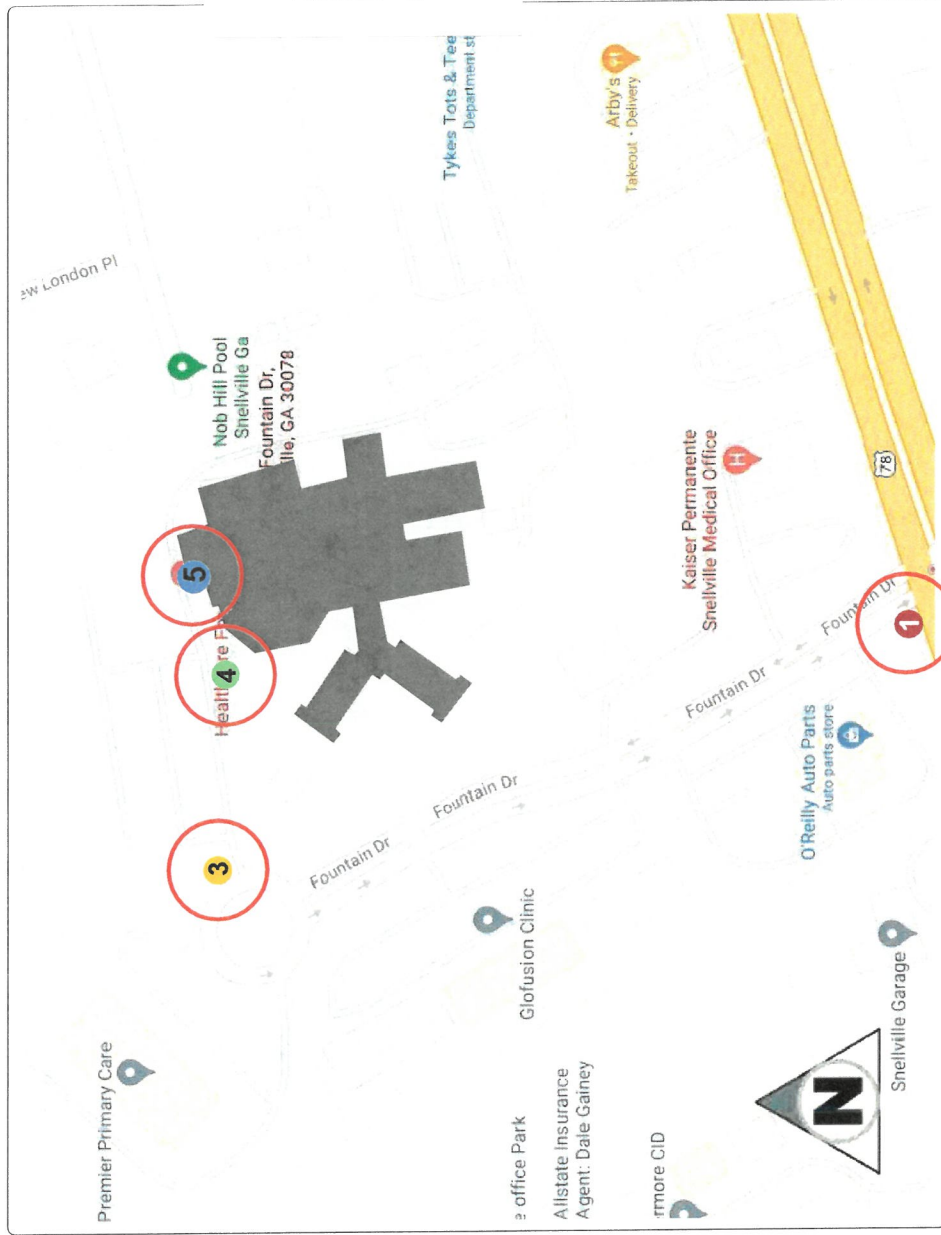 Premier Primary Care
3
4
5
Nob Hill Pool
Snellville Ga
Fountain Dr,
lle, GA 30078
ew London Pl
Fountain Dr
Fountain Dr
Fountain Dr
Fountain Dr
Glofusion Clinic
Tykes Tots & Tee
Department st
e office Park
Allstate Insurance
Agent: Dale Gainey
Kaiser Permanente
Snellville Medical Office
H
Arby's
Takeout • Delivery
rmore CID
O'Reilly Auto Parts
Auto parts store
78
1
N
Snellville Garage